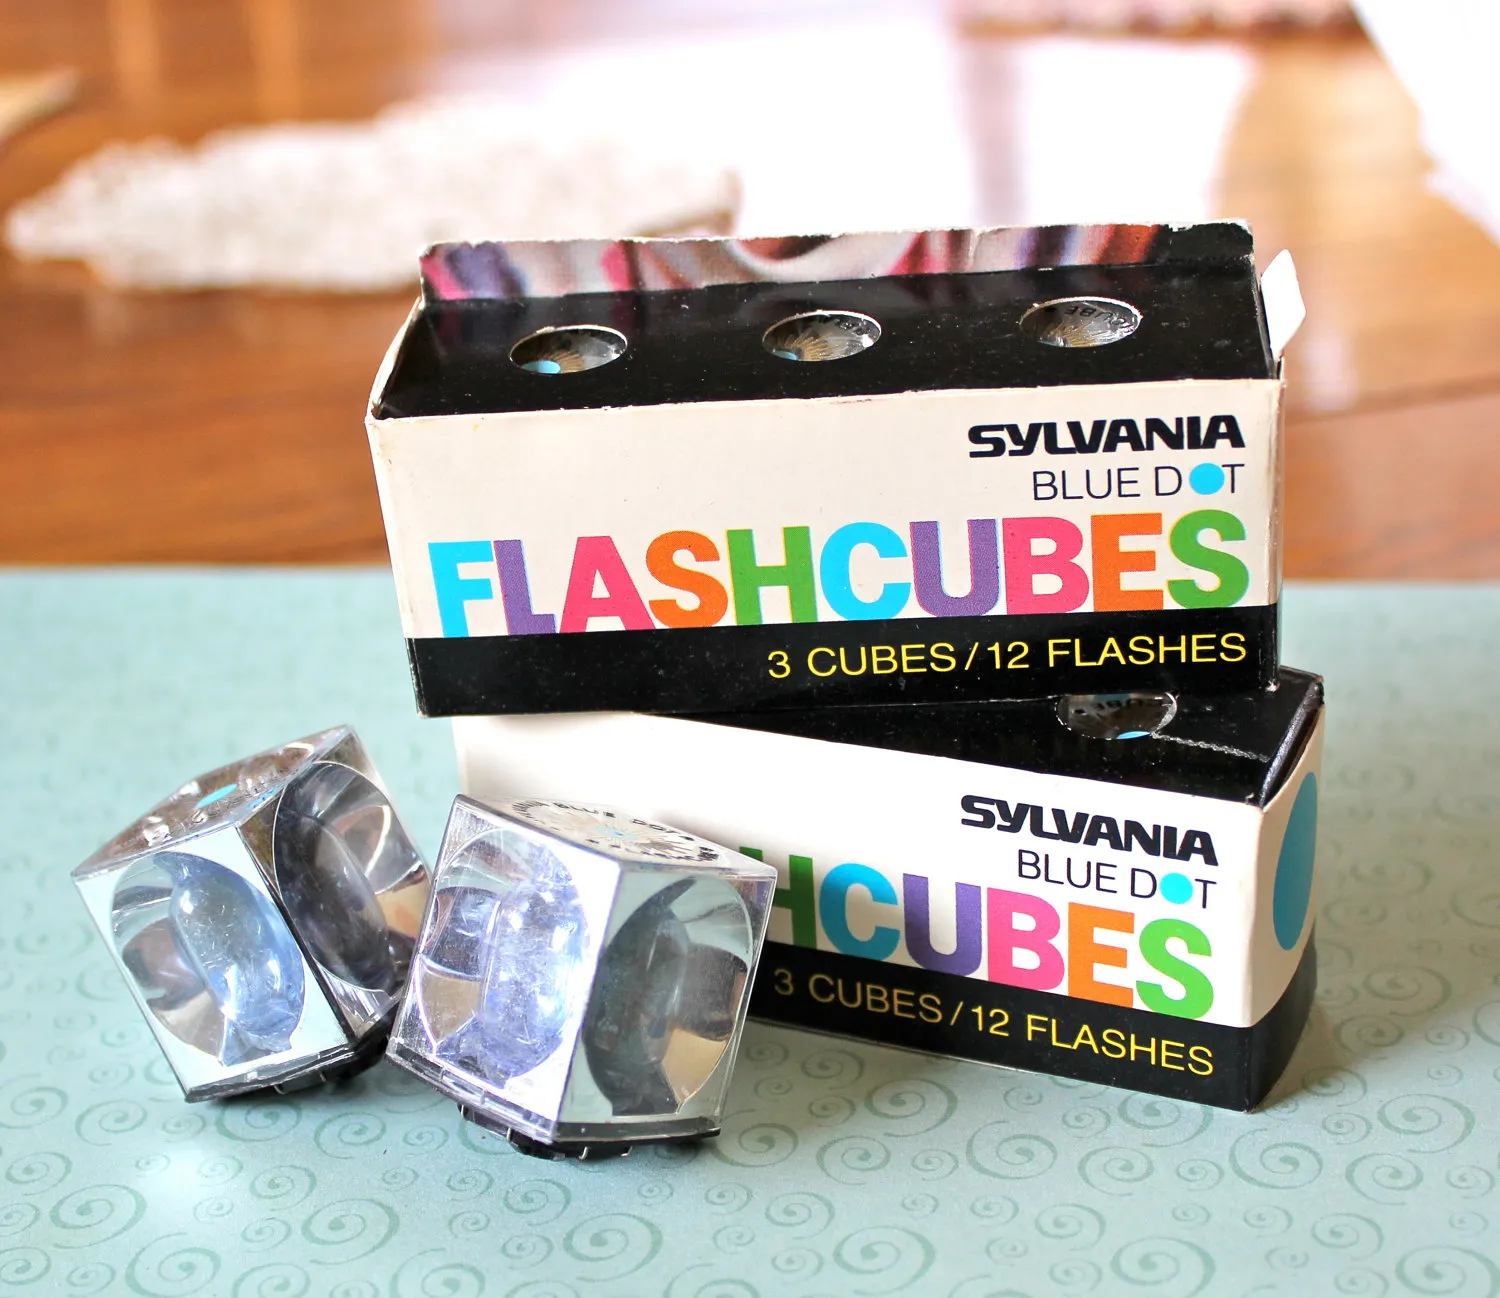 SYLVANIA
BLUE DOT
FLASHCUBES
3 CUBES / 12 FLASHES
SYLVANIA
BLUE DOT
HCUBES
3 CUBES / 12 FLASHES